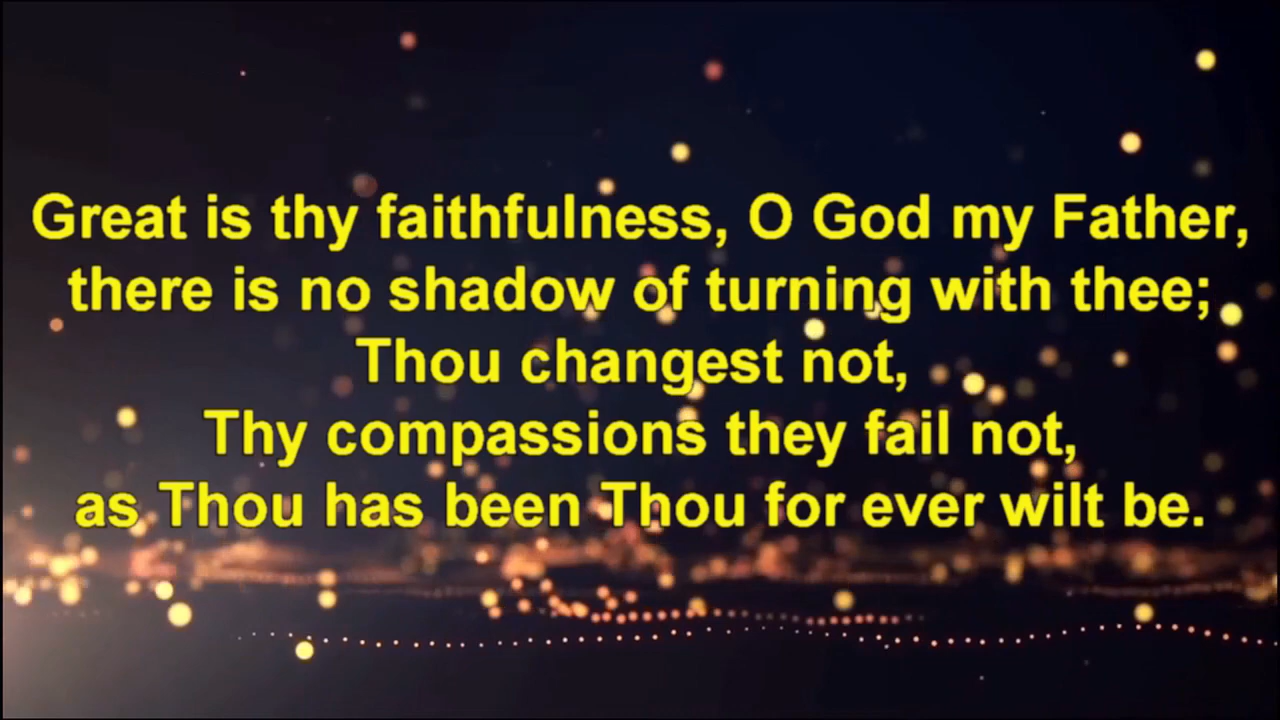 Great is thy faithfulness, O God my Father,
there is no shadow of turning with thee;
Thou changest not,
Thy compassions they fail not,
as Thou has been Thou for ever wilt be.